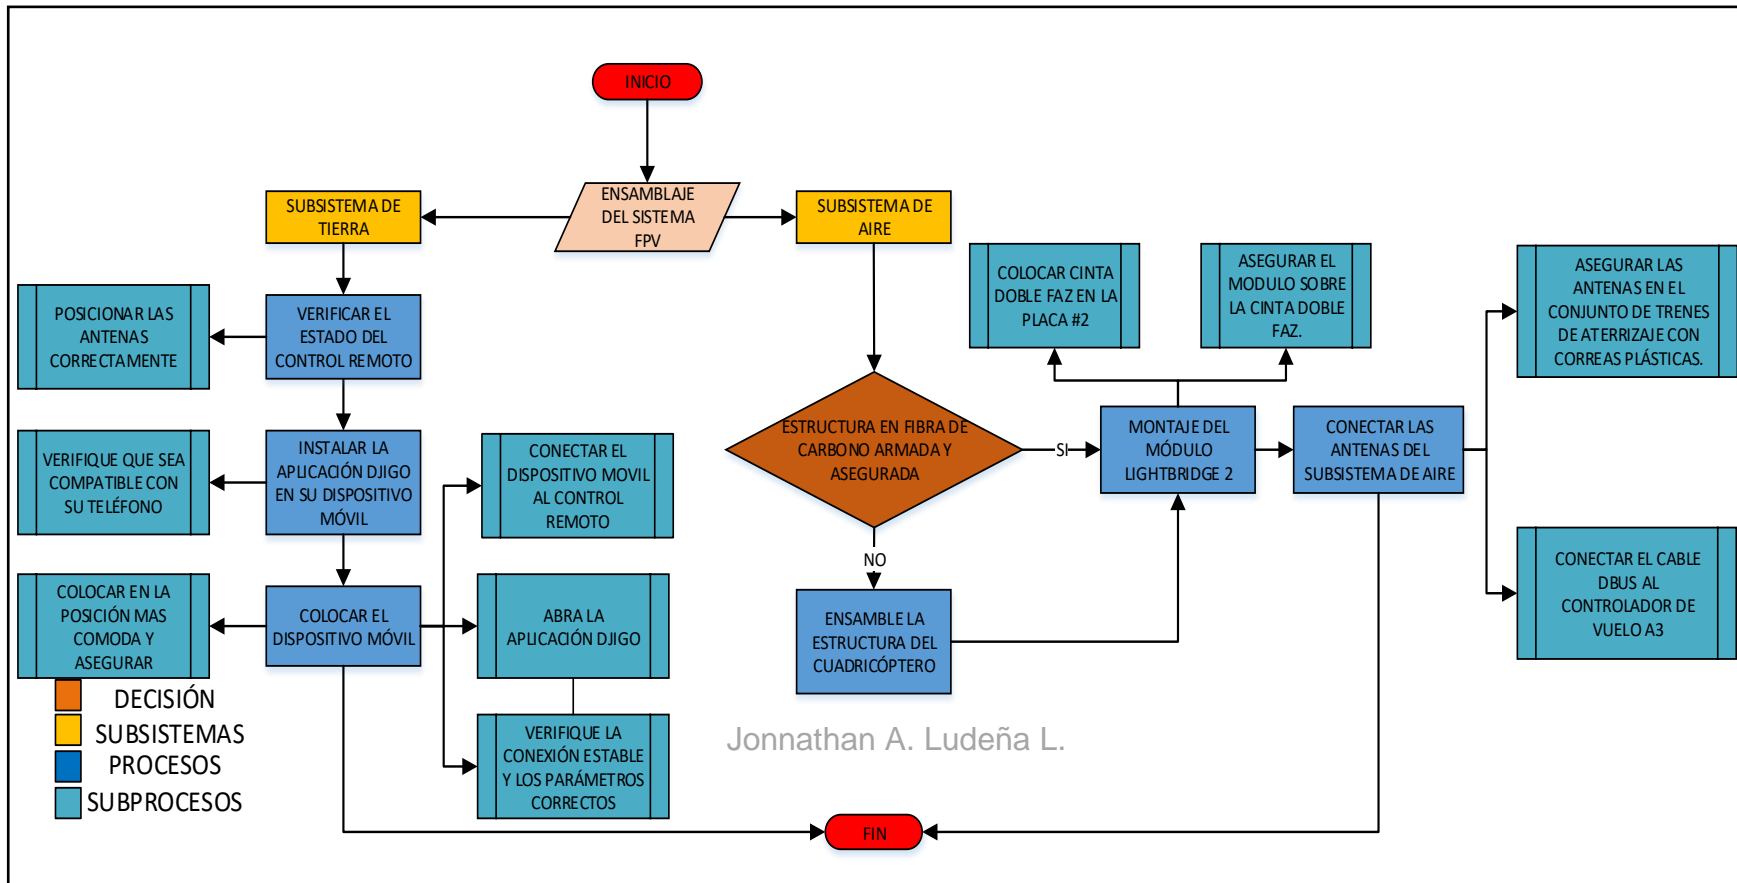 INICIO
ENSAMBLAJE
DEL SISTEMA
FPV
SUBSISTEMA DE
TIERRA
SUBSISTEMA DE
AIRE
POSICIONAR LAS
ANTENAS
CORRECTAMENTE
VERIFICAR EL
ESTADO DEL
CONTROL REMOTO
VERIFIQUE QUE SEA
COMPATIBLE CON
SU TELÉFONO
INSTALAR LA
APLICACIÓN DJIGO
EN SU DISPOSITIVO
MÓVIL
COLOCAR EN LA
POSICIÓN MAS
COMODA Y
ASEGURAR
COLOCAR EL
DISPOSITIVO MÓVIL
CONECTAR EL
DISPOSITIVO MOVIL
AL CONTROL
REMOTO
ABRA LA
APLICACIÓN DJIGO
VERIFIQUE LA
CONEXIÓN ESTABLE
Y LOS PARÁMETROS
CORRECTOS
ESTRUCTURA EN FIBRA DE
CARBONO ARMADA Y
ASEGURADA
SI
NO
ENSAMBLE LA
ESTRUCTURA DEL
CUADRICÓPTERO
COLOCAR CINTA
DOBLE FAZ EN LA
PLACA #2
ASEGURAR EL
MODULO SOBRE
LA CINTA DOBLE
FAZ.
MONTAJE DEL
MÓDULO
LIGHTBRIDGE 2
CONECTAR LAS
ANTENAS DEL
SUBSISTEMA DE AIRE
ASEGURAR LAS
ANTENAS EN EL
CONJUNTO DE TRENES
DE ATERRIZAJE CON
CORREAS PLÁSTICAS.
CONECTAR EL CABLE
DBUS AL
CONTROLADOR DE
VUELO A3
DECISIÓN
SUBSISTEMAS
PROCESOS
SUBPROCESOS
Jonnathan A. Ludeña L.
FIN